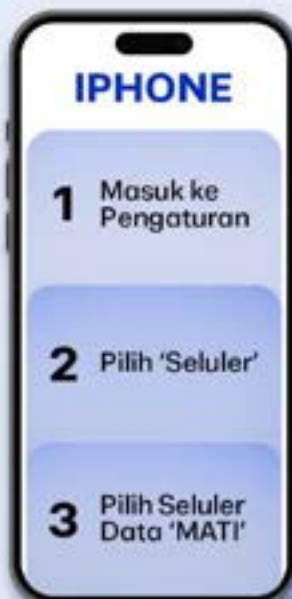 IPHONE
1 Masuk ke
Pengaturan
2 Pilih 'Seluler'
3 Pilih Seluler
Data 'MATI'